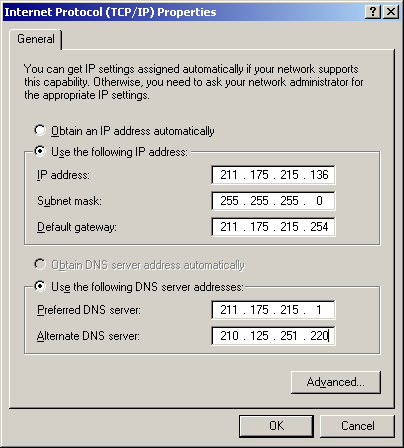 Internet Protocol (TCP/IP) Properties
General
You can get IP settings assigned automatically if your network supports
this capability. Otherwise, you need to ask your network administrator for
the appropriate IP settings.
Obtain an IP address automatically
Use the following IP address:
IP address: 211 . 175 . 215 . 136
Subnet mask: 255 . 255 . 255 . 0
Default gateway: 211 . 175 . 215 . 254
Obtain DNS server address automatically
Use the following DNS server addresses:
Preferred DNS server: 211 . 175 . 215 . 1
Alternate DNS server: 210 . 125 . 251 . 220
Advanced...
OK Cancel